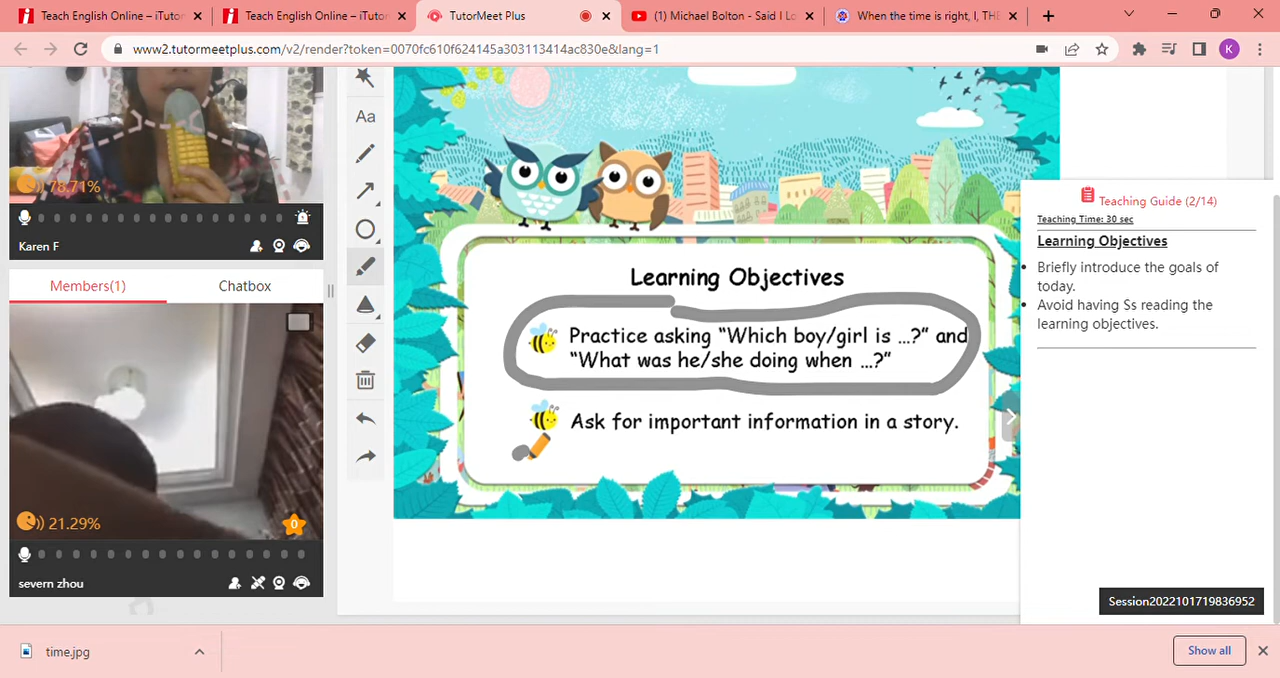 Teach English Online – iTutor
Teach English Online – iTutor
TutorMeet Plus
(1) Michael Bolton - Said I Lo
When the time is right, I, THE
www2.tutormeetplus.com/v2/render?token=0070fc610f624145a303113414ac830e&lang=1
K
78.71%
Karen F
Members(1)
Chatbox
21.29%
0
severn zhou
Aa
Learning Objectives
Practice asking “Which boy/girl is ...?” and
“What was he/she doing when ...?”
Ask for important information in a story.
Teaching Guide (2/14)
Teaching Time: 30 sec
Learning Objectives
Briefly introduce the goals of
today.
Avoid having Ss reading the
learning objectives.
Session2022101719836952
time.jpg
Show all